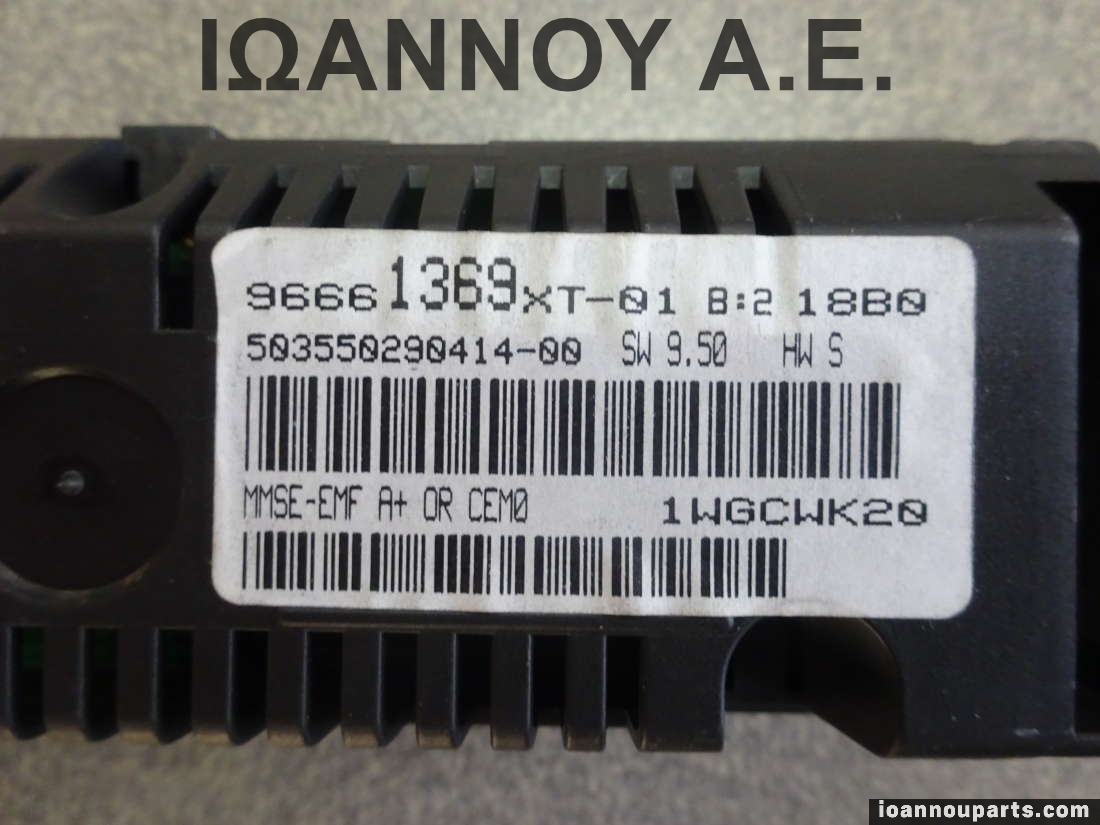 ΙΩΑΝΝΟΥ Α.Ε.
96661369XT-01 B:2 18B0
503550290414-00 SW 9.50 HW S
MMSE-EMF A+ OR CEM0 1WGCWK20
ioannouparts.com